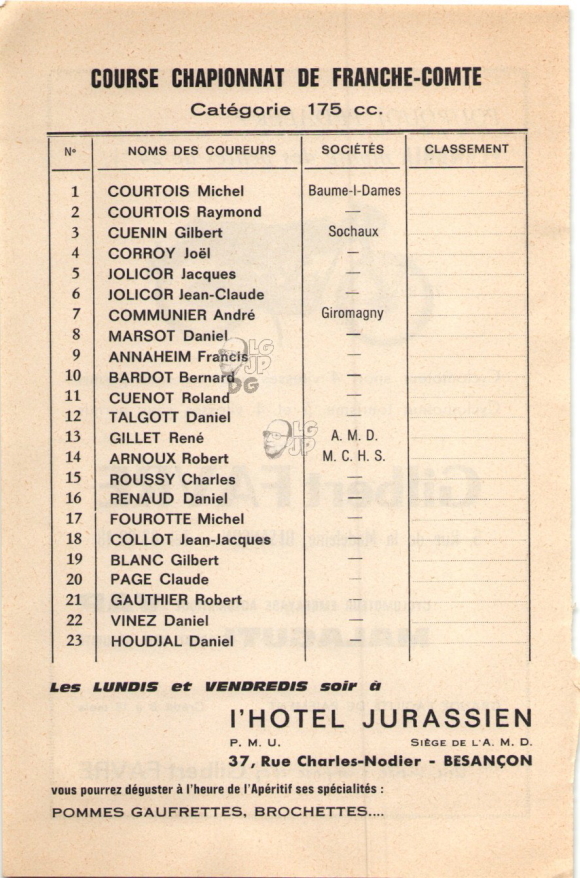 COURSE CHAPIONNAT DE FRANCHE-COMTE
Catégorie 175 cc.
N° NOMS DES COUREURS SOCIÉTÉS CLASSEMENT
1 COURTOIS Michel Baume-l-Dames
2 COURTOIS Raymond —
3 CUENIN Gilbert Sochaux
4 CORROY Joël —
5 JOLICOR Jacques —
6 JOLICOR Jean-Claude —
7 COMMUNIER André Giromagny
8 MARSOT Daniel —
9 ANNAHEIM Francis —
10 BARDOT Bernard —
11 CUENOT Roland —
12 TALGOTT Daniel —
13 GILLET René A. M. D.
14 ARNOUX Robert M. C. H. S.
15 ROUSSY Charles —
16 RENAUD Daniel —
17 FOUROTTE Michel —
18 COLLOT Jean-Jacques —
19 BLANC Gilbert —
20 PAGE Claude —
21 GAUTHIER Robert —
22 VINEZ Daniel —
23 HOUDJAL Daniel —
LGJP
DG
LGJP
Les LUNDIS et VENDREDIS soir à
l'HOTEL JURASSIEN
P. M. U. SIÈGE DE L'A. M. D.
37, Rue Charles-Nodier - BESANÇON
vous pourrez déguster à l'heure de l'Apéritif ses spécialités :
POMMES GAUFRETTES, BROCHETTES....